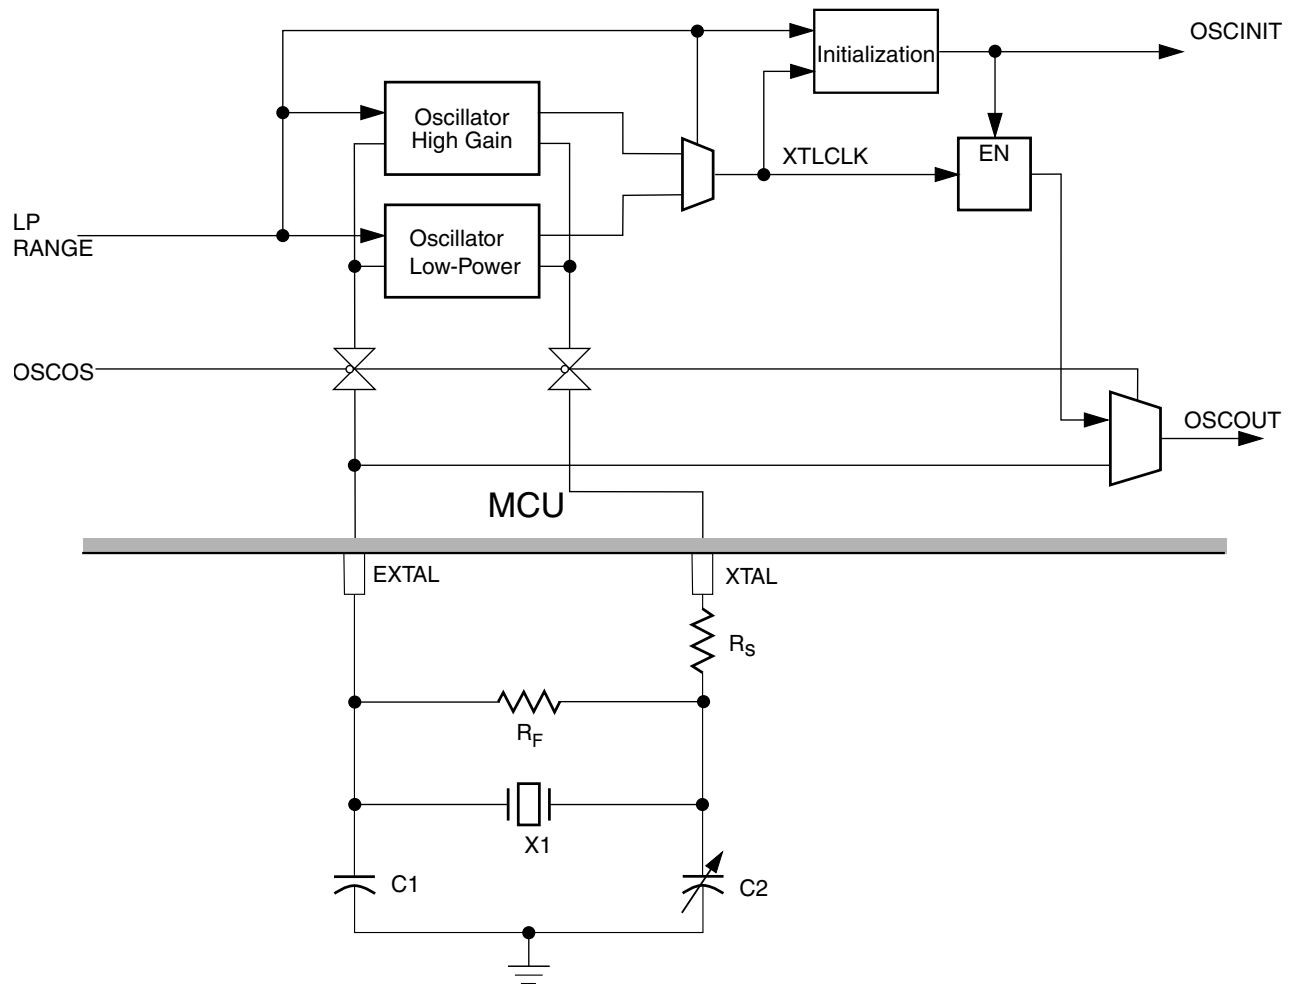 OSCINIT
Initialization
Oscillator
High Gain
XTLCLK
EN
LP
RANGE
Oscillator
Low-Power
OSCOS
OSCOUT
MCU
EXTAL
XTAL
RS
RF
X1
C1
C2